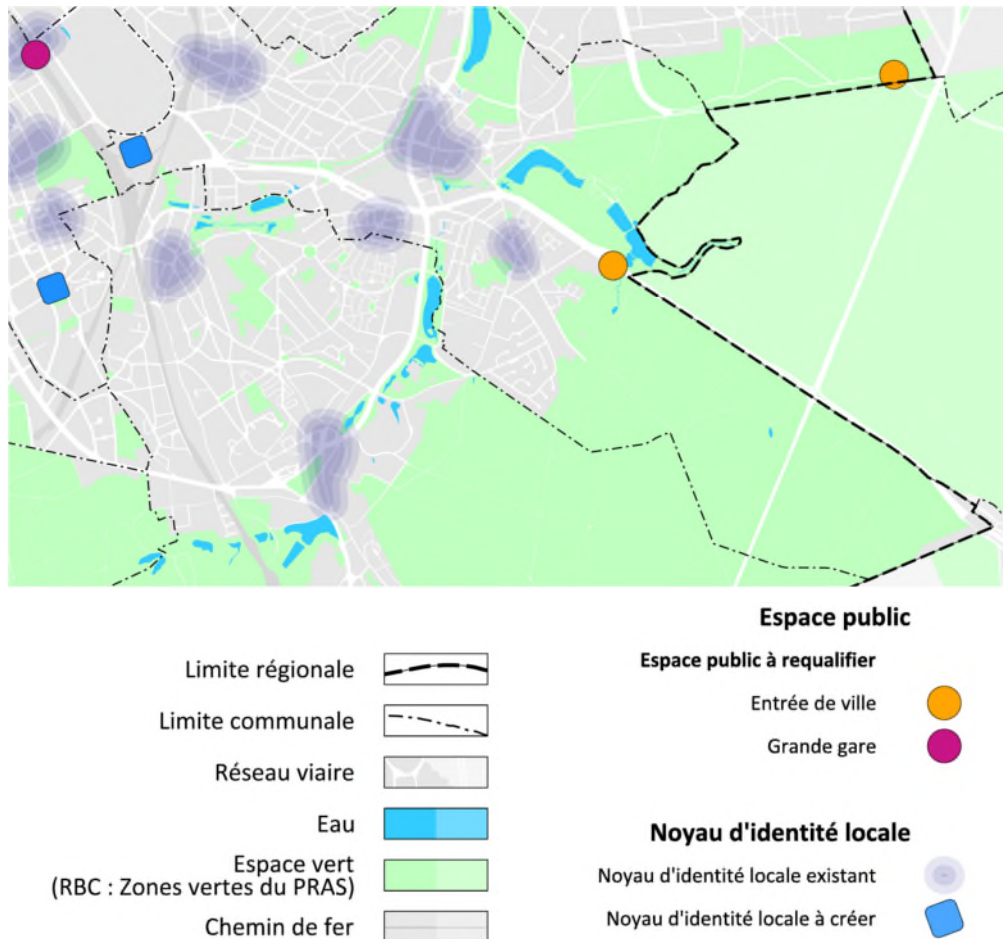 Limite régionale
Limite communale
Réseau viaire
Eau
Espace vert
(RBC : Zones vertes du PRAS)
Chemin de fer
Espace public
Espace public à requalifier
Entrée de ville
Grande gare
Noyau d'identité locale
Noyau d'identité locale existant
Noyau d'identité locale à créer